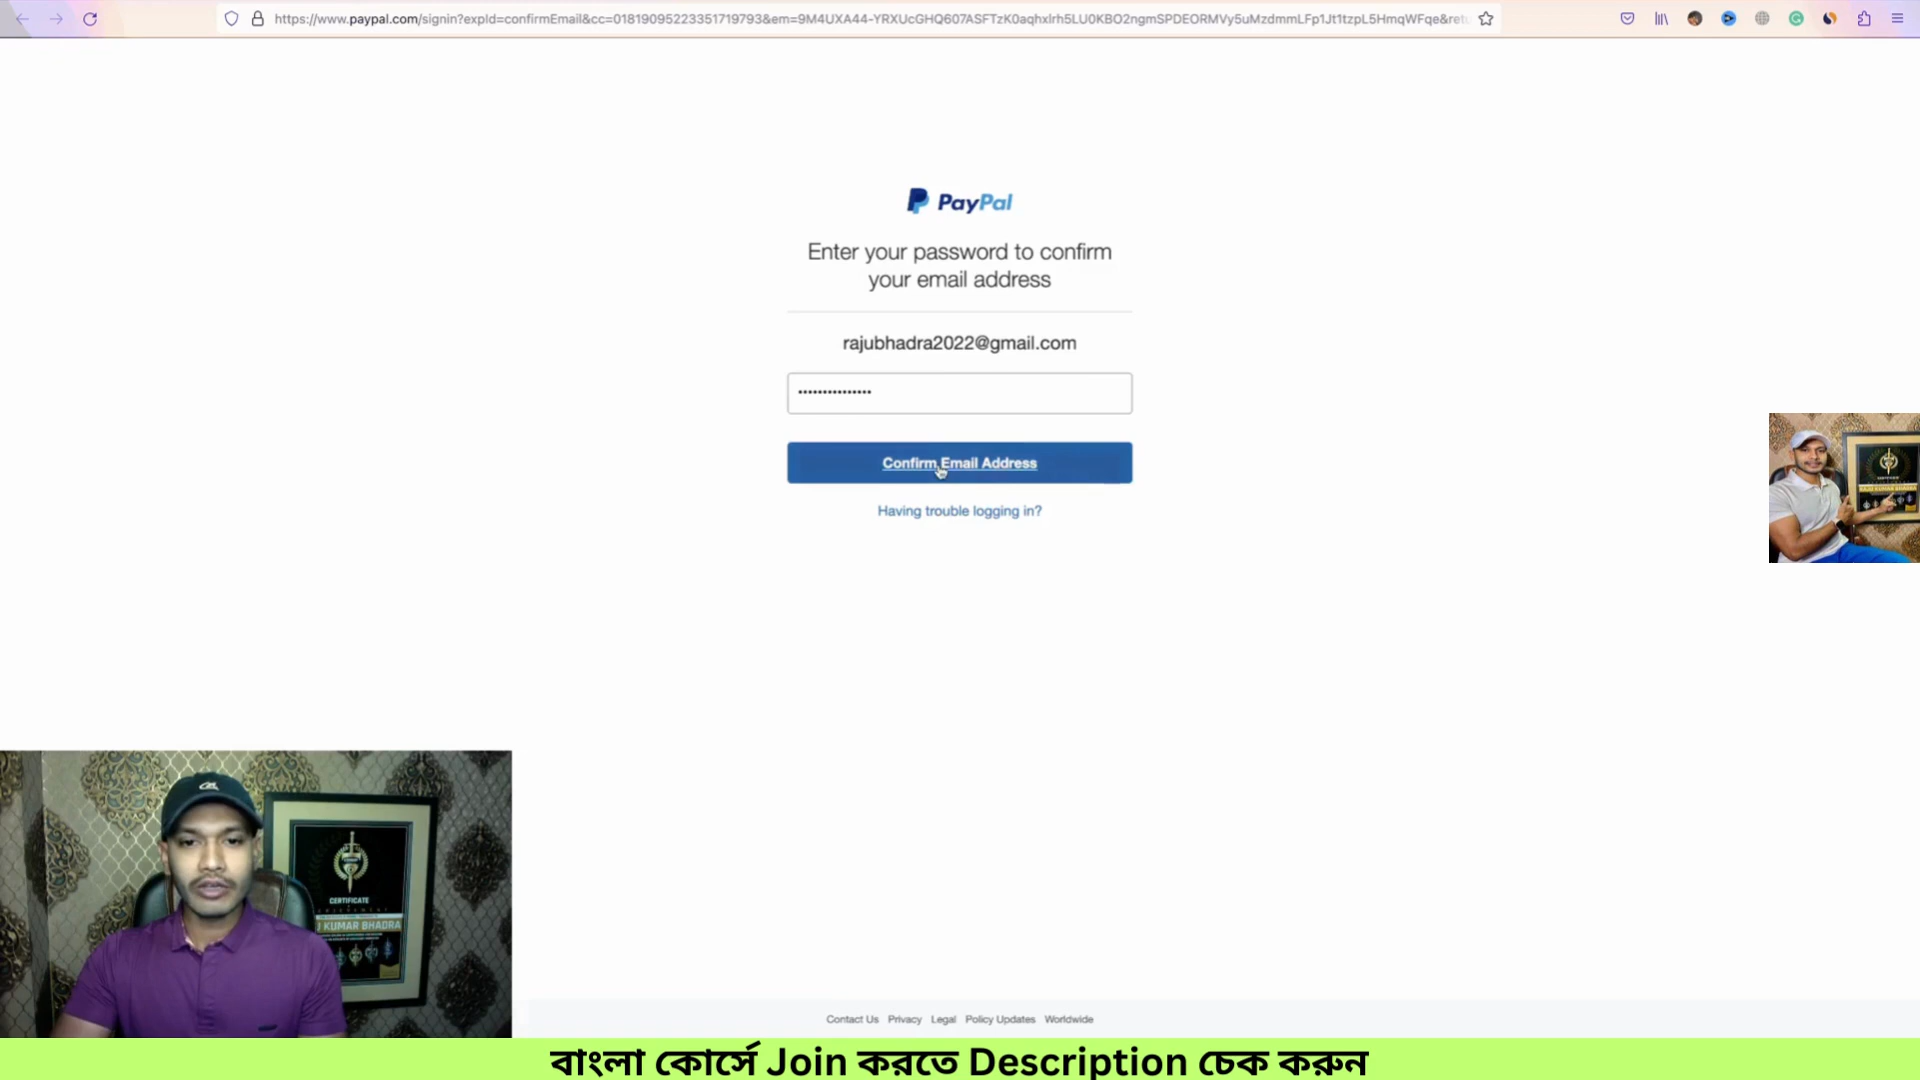 https://www.paypal.com/signin?expId=confirmEmail&cc=01819095223351719793&em=9M4UXA44-YRXUcGHQ607ASFTzK0aqhxlrh5LU0KBO2ngmSPDEORMVy5uMzdmmLFp1Jt1tzpL5HmqWFqe&retu
PayPal
Enter your password to confirm
your email address
rajubhadra2022@gmail.com
Confirm Email Address
Having trouble logging in?
CERTIFICATE
KUMAR BHADRA
Contact Us Privacy Legal Policy Updates Worldwide
বাংলা কোর্সে Join করতে Description চেক করুন